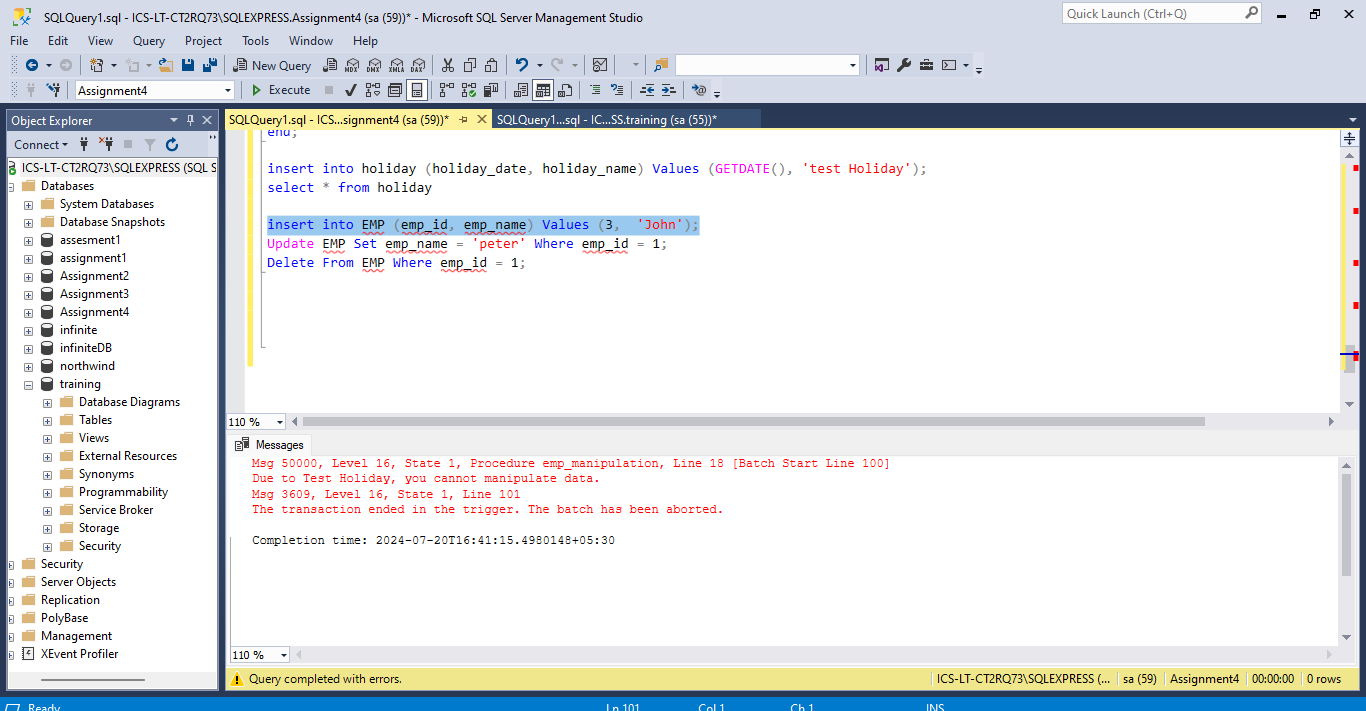 SQLQuery1.sql - ICS-LT-CT2RQ73\SQLEXPRESS.Assignment4 (sa (59))* - Microsoft SQL Server Management Studio
Quick Launch (Ctrl+Q)
File Edit View Query Project Tools Window Help
New Query MDX DMX XMLA DAX
Assignment4 Execute
Object Explorer
SQLQuery1.sql - ICS...signment4 (sa (59))*
SQLQuery1...sql - IC...SS.training (sa (55))*
Connect
ICS-LT-CT2RQ73\SQLEXPRESS (SQL S
Databases
System Databases
Database Snapshots
assesment1
assignment1
Assignment2
Assignment3
Assignment4
infinite
infiniteDB
northwind
training
Database Diagrams
Tables
Views
External Resources
Synonyms
Programmability
Service Broker
Storage
Security
Security
Server Objects
Replication
PolyBase
Management
XEvent Profiler
end;
insert into holiday (holiday_date, holiday_name) Values (GETDATE(), 'test Holiday');
select * from holiday
insert into EMP (emp_id, emp_name) Values (3,  'John');
Update EMP Set emp_name = 'peter' Where emp_id = 1;
Delete From EMP Where emp_id = 1;
110 %
Messages
Msg 50000, Level 16, State 1, Procedure emp_manipulation, Line 18 [Batch Start Line 100]
Due to Test Holiday, you cannot manipulate data.
Msg 3609, Level 16, State 1, Line 101
The transaction ended in the trigger. The batch has been aborted.
Completion time: 2024-07-20T16:41:15.4980148+05:30
110 %
Query completed with errors.
ICS-LT-CT2RQ73\SQLEXPRESS (... sa (59) Assignment4 00:00:00 0 rows
Ready Ln 101 Col 1 Ch 1 INS